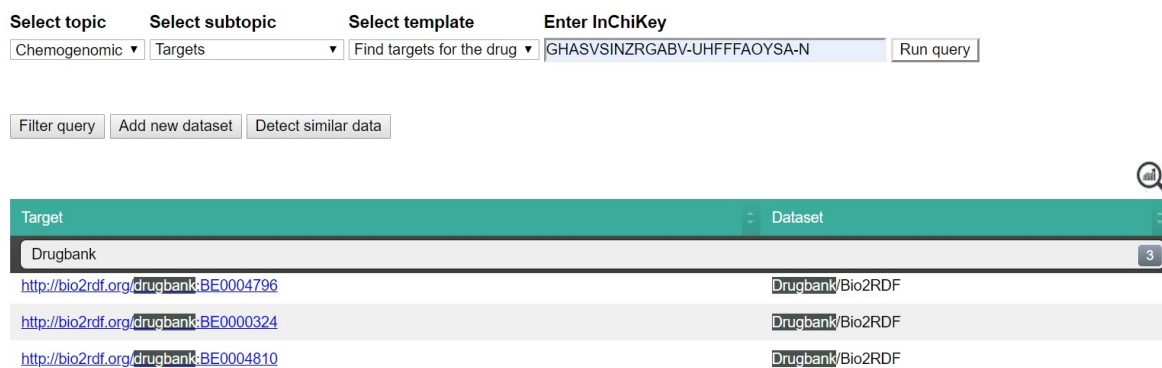 Select topic Select subtopic Select template Enter InChiKey
Chemogenomic Targets Find targets for the drug GHASVSINZRGABV-UHFFFAOYSA-N Run query
Filter query Add new dataset Detect similar data
Target Dataset
Drugbank 3
http://bio2rdf.org/drugbank:BE0004796 Drugbank/Bio2RDF
http://bio2rdf.org/drugbank:BE0000324 Drugbank/Bio2RDF
http://bio2rdf.org/drugbank:BE0004810 Drugbank/Bio2RDF